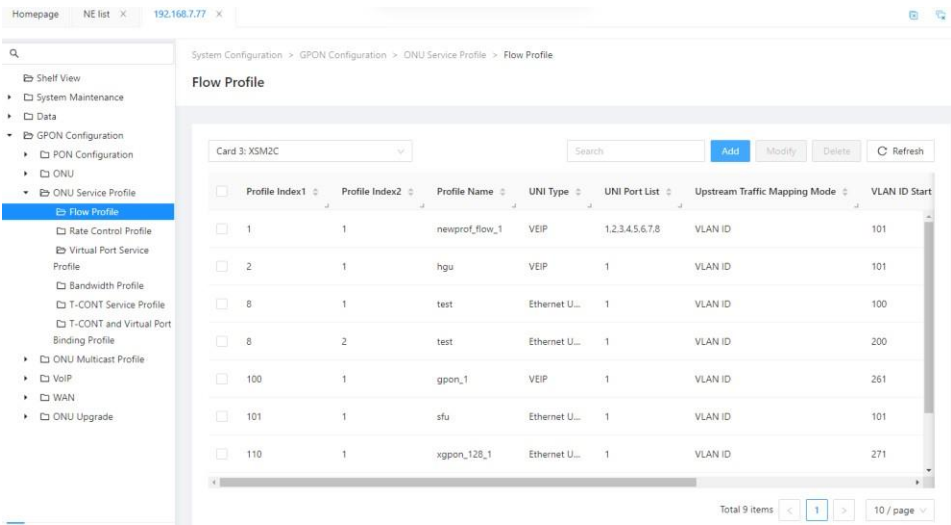 Homepage NE list × 192.168.7.77 ×
System Configuration > GPON Configuration > ONU Service Profile > Flow Profile
Flow Profile
Shelf View
System Maintenance
Data
GPON Configuration
PON Configuration
ONU
ONU Service Profile
Flow Profile
Rate Control Profile
Virtual Port Service
Profile
Bandwidth Profile
T-CONT Service Profile
T-CONT and Virtual Port
Binding Profile
ONU Multicast Profile
VoIP
WAN
ONU Upgrade
Card 3: XSM2C Search Add Modify Delete Refresh
Profile Index1 Profile Index2 Profile Name UNI Type UNI Port List Upstream Traffic Mapping Mode VLAN ID Start
1 1 newprof_flow_1 VEIP 1,2,3,4,5,6,7,8 VLAN ID 101
2 1 hgu VEIP 1 VLAN ID 101
8 1 test Ethernet U... 1 VLAN ID 100
8 2 test Ethernet U... 1 VLAN ID 200
100 1 gpon_1 VEIP 1 VLAN ID 261
101 1 sfu Ethernet U... 1 VLAN ID 101
110 1 xgpon_128_1 Ethernet U... 1 VLAN ID 271
Total 9 items < 1 > 10 / page